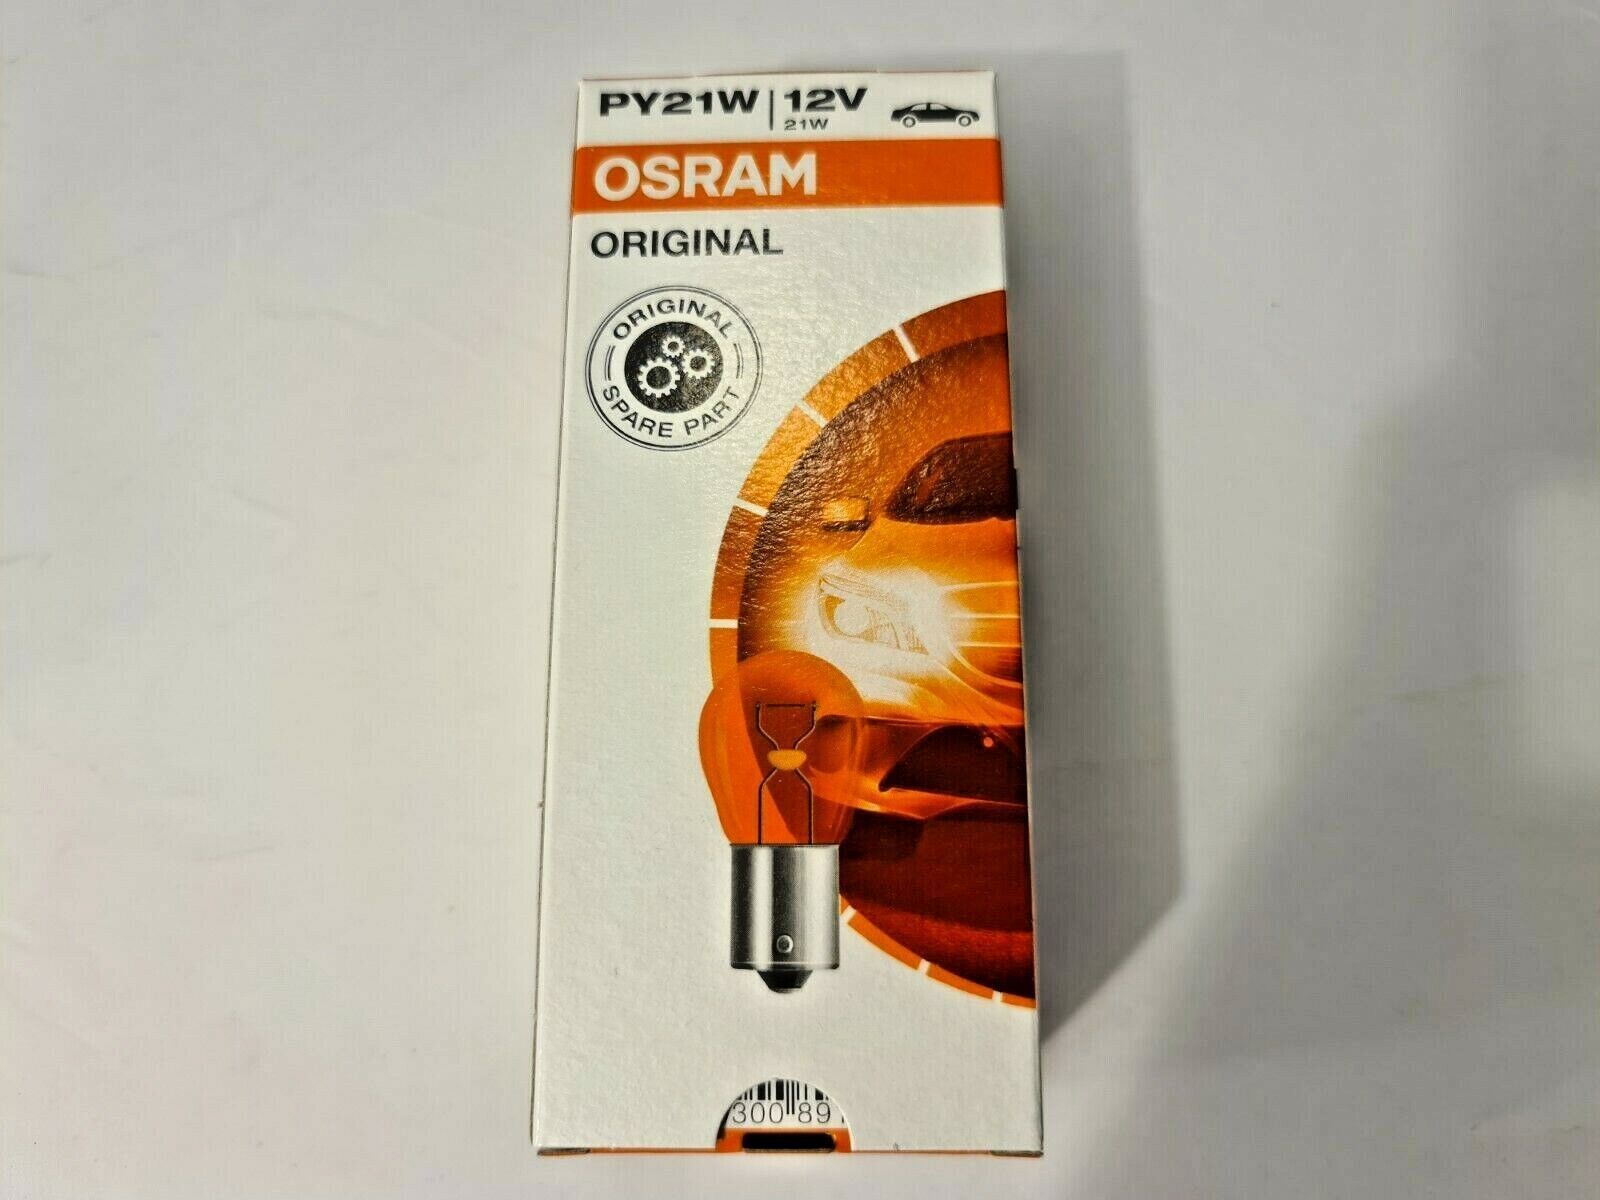 PY21W | 12V
21W
OSRAM
ORIGINAL
ORIGINAL
SPARE PART
300 89